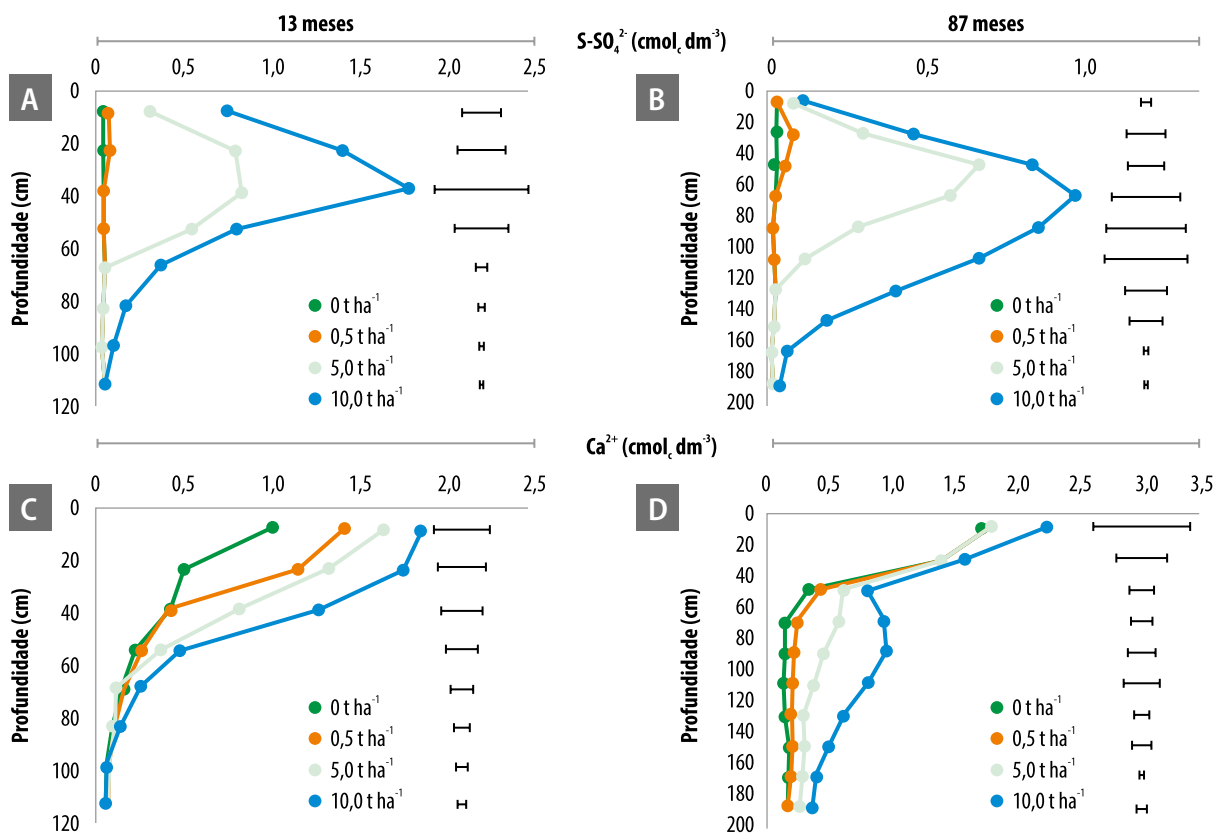 13 meses
87 meses
S-SO₄²⁻ (cmol꜀ dm⁻³)
A
0 0,5 1,0 1,5 2,0 2,5
Profundidade (cm)
0
20
40
60
80
100
120
0 t ha⁻¹
0,5 t ha⁻¹
5,0 t ha⁻¹
10,0 t ha⁻¹
B
0 0,5 1,0
Profundidade (cm)
0
20
40
60
80
100
120
140
160
180
200
0 t ha⁻¹
0,5 t ha⁻¹
5,0 t ha⁻¹
10,0 t ha⁻¹
Ca²⁺ (cmol꜀ dm⁻³)
C
0 0,5 1,0 1,5 2,0 2,5
Profundidade (cm)
0
20
40
60
80
100
120
0 t ha⁻¹
0,5 t ha⁻¹
5,0 t ha⁻¹
10,0 t ha⁻¹
D
0 0,5 1,0 1,5 2,0 2,5 3,0 3,5
Profundidade (cm)
0
20
40
60
80
100
120
140
160
180
200
0 t ha⁻¹
0,5 t ha⁻¹
5,0 t ha⁻¹
10,0 t ha⁻¹